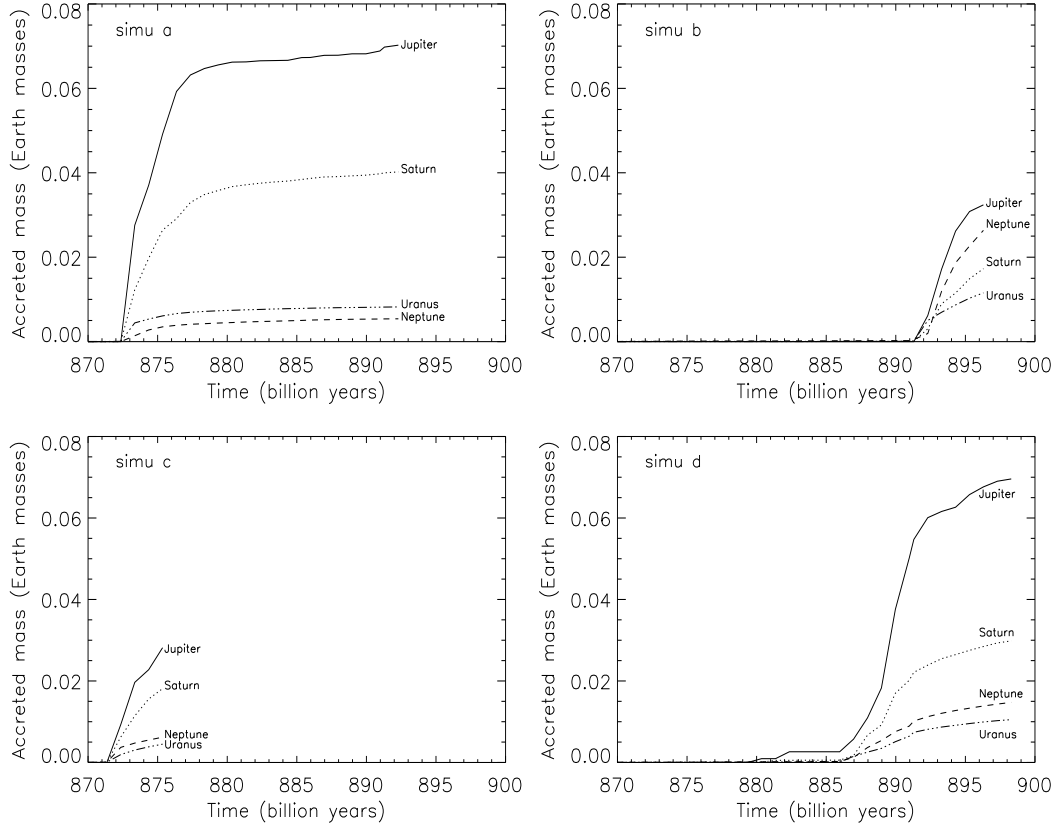 simu a
Accreted mass (Earth masses)
0.08
0.06
0.04
0.02
0.00
Jupiter
Saturn
Uranus
Neptune
870 875 880 885 890 895 900
Time (billion years)
simu b
Accreted mass (Earth masses)
0.08
0.06
0.04
0.02
0.00
Jupiter
Neptune
Saturn
Uranus
870 875 880 885 890 895 900
Time (billion years)
simu c
Accreted mass (Earth masses)
0.08
0.06
0.04
0.02
0.00
Jupiter
Saturn
Neptune
Uranus
870 875 880 885 890 895 900
Time (billion years)
simu d
Accreted mass (Earth masses)
0.08
0.06
0.04
0.02
0.00
Jupiter
Saturn
Neptune
Uranus
870 875 880 885 890 895 900
Time (billion years)